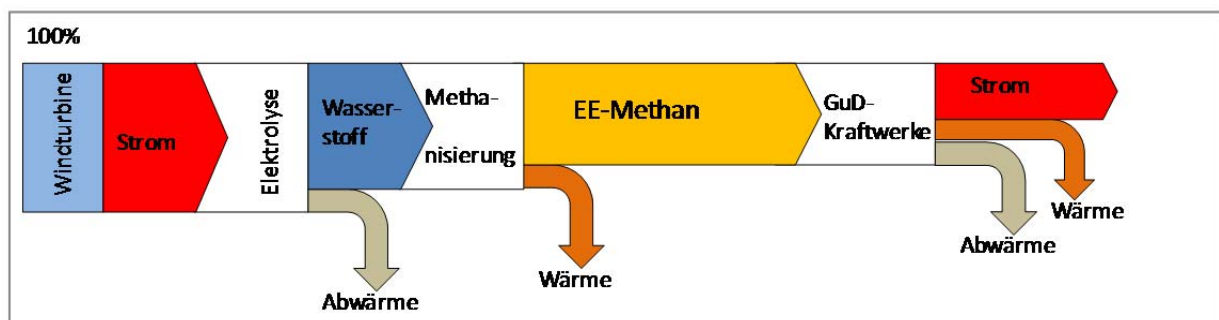 100%
Windturbine
Strom
Elektrolyse
Wasser-
stoff
Metha-
nisierung
EE-Methan
GuD-
Kraftwerke
Strom
Abwärme
Wärme
Abwärme
Wärme